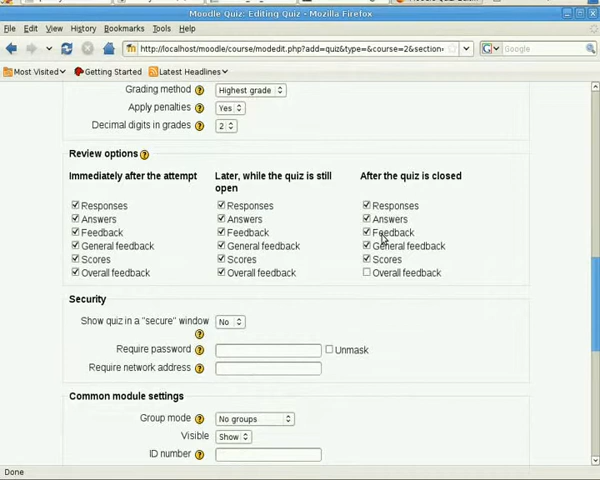 Moodle Quiz: Editing Quiz - Mozilla Firefox
File Edit View History Bookmarks Tools Help
http://localhost/moodle/course/modedit.php?add=quiz&type=&course=2&section= Google
Most Visited Getting Started Latest Headlines
Grading method Highest grade
Apply penalties Yes
Decimal digits in grades 2
Review options
Immediately after the attempt Later, while the quiz is still open After the quiz is closed
Responses Responses Responses
Answers Answers Answers
Feedback Feedback Feedback
General feedback General feedback General feedback
Scores Scores Scores
Overall feedback Overall feedback Overall feedback
Security
Show quiz in a "secure" window No
Require password Unmask
Require network address
Common module settings
Group mode No groups
Visible Show
ID number
Done